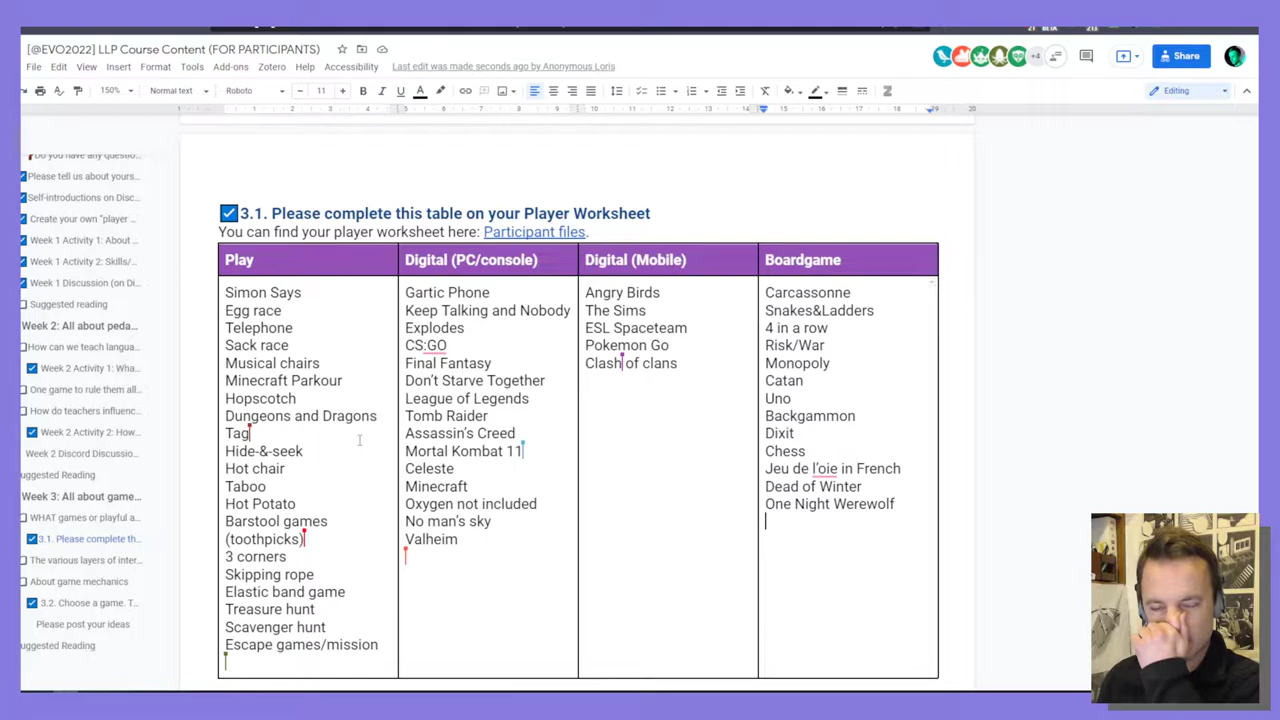 [@EVO2022] LLP Course Content (FOR PARTICIPANTS)
File Edit View Insert Format Tools Add-ons Zotero Help Accessibility Last edit was made seconds ago by Anonymous Loris
+4
Share
150% Normal text Roboto 11 Editing
Do you have any questio...
Please tell us about yours...
Self-introductions on Disc...
Create your own "player ...
Week 1 Activity 1: About ...
Week 1 Activity 2: Skills/...
Week 1 Discussion (on Di...
Suggested reading
Week 2: All about peda...
How can we teach langua...
Week 2 Activity 1: Wha...
One game to rule them all...
How do teachers influenc...
Week 2 Activity 2: How...
Week 2 Discord Discussio...
uggested Reading
Week 3: All about game...
WHAT games or playful a...
3.1. Please complete th...
The various layers of inter...
About game mechanics
3.2. Choose a game. T...
Please post your ideas
uggested Reading
3.1. Please complete this table on your Player Worksheet
You can find your player worksheet here: Participant files.
Play
Simon Says
Egg race
Telephone
Sack race
Musical chairs
Minecraft Parkour
Hopscotch
Dungeons and Dragons
Tag
Hide-&-seek
Hot chair
Taboo
Hot Potato
Barstool games
(toothpicks)
3 corners
Skipping rope
Elastic band game
Treasure hunt
Scavenger hunt
Escape games/mission
Digital (PC/console)
Gartic Phone
Keep Talking and Nobody
Explodes
CS:GO
Final Fantasy
Don't Starve Together
League of Legends
Tomb Raider
Assassin's Creed
Mortal Kombat 11
Celeste
Minecraft
Oxygen not included
No man's sky
Valheim
Digital (Mobile)
Angry Birds
The Sims
ESL Spaceteam
Pokemon Go
Clash of clans
Boardgame
Carcassonne
Snakes&Ladders
4 in a row
Risk/War
Monopoly
Catan
Uno
Backgammon
Dixit
Chess
Jeu de l'oie in French
Dead of Winter
One Night Werewolf